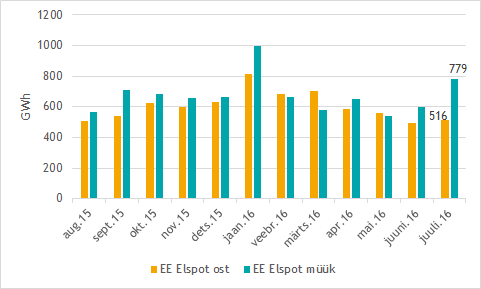 1200
1000
800
600
400
200
0
GWh
779
516
aug.15
sept.15
okt.15
nov.15
dets.15
jaan.16
veebr.16
märts.16
apr.16
mai.16
juuni.16
juuli.16
EE Elspot ost EE Elspot müük